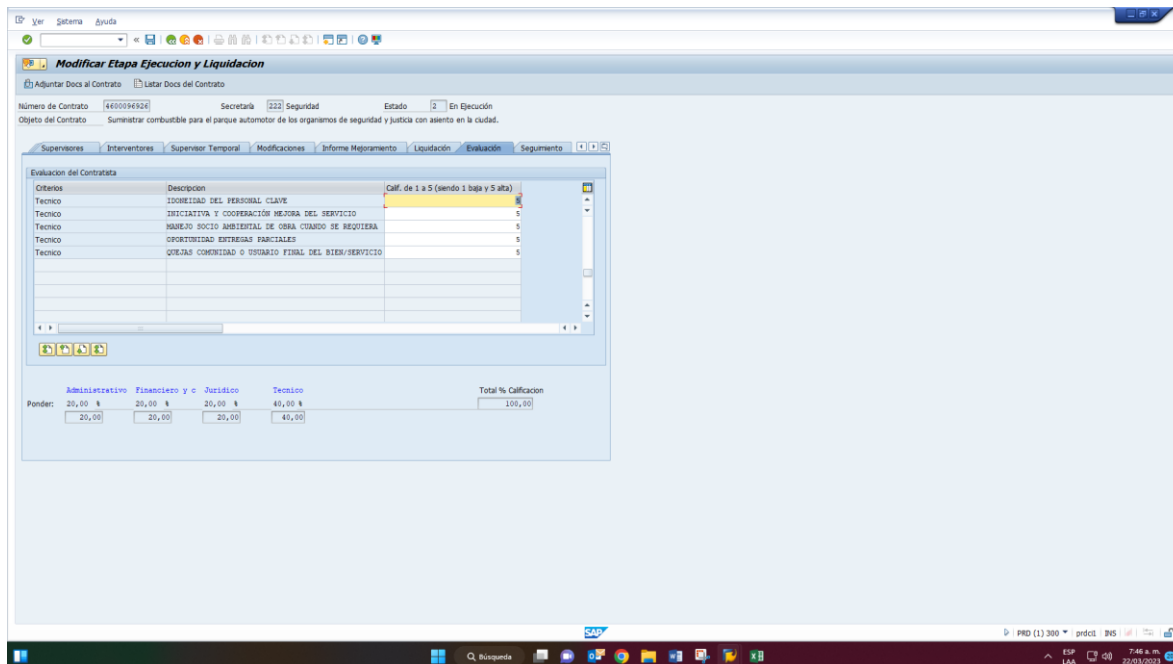 Ver Sistema Ayuda
Modificar Etapa Ejecucion y Liquidacion
Adjuntar Docs al Contrato Listar Docs del Contrato
Número de Contrato 4600096926 Secretaría 222 Seguridad Estado 2 En Ejecución
Objeto del Contrato Suministrar combustible para el parque automotor de los organismos de seguridad y justicia con asiento en la ciudad.
Supervisores Interventores Supervisor Temporal Modificaciones Informe Mejoramiento Liquidación Evaluación Seguimiento
Evaluacion del Contratista
Criterios Descripcion Calif. de 1 a 5 (siendo 1 baja y 5 alta)
Tecnico IDONEIDAD DEL PERSONAL CLAVE 5
Tecnico INICIATIVA Y COOPERACIÓN MEJORA DEL SERVICIO 5
Tecnico MANEJO SOCIO AMBIENTAL DE OBRA CUANDO SE REQUIERA 5
Tecnico OPORTUNIDAD ENTREGAS PARCIALES 5
Tecnico QUEJAS COMUNIDAD O USUARIO FINAL DEL BIEN/SERVICIO 5
Administrativo Financiero y c Juridico Tecnico Total % Calificacion
Ponder: 20,00 % 20,00 % 20,00 % 40,00 % 100,00
20,00 20,00 20,00 40,00
SAP
PRD (1) 300 prdci1 INS
Búsqueda
ESP 7:46 a. m.
LAA 22/03/2023